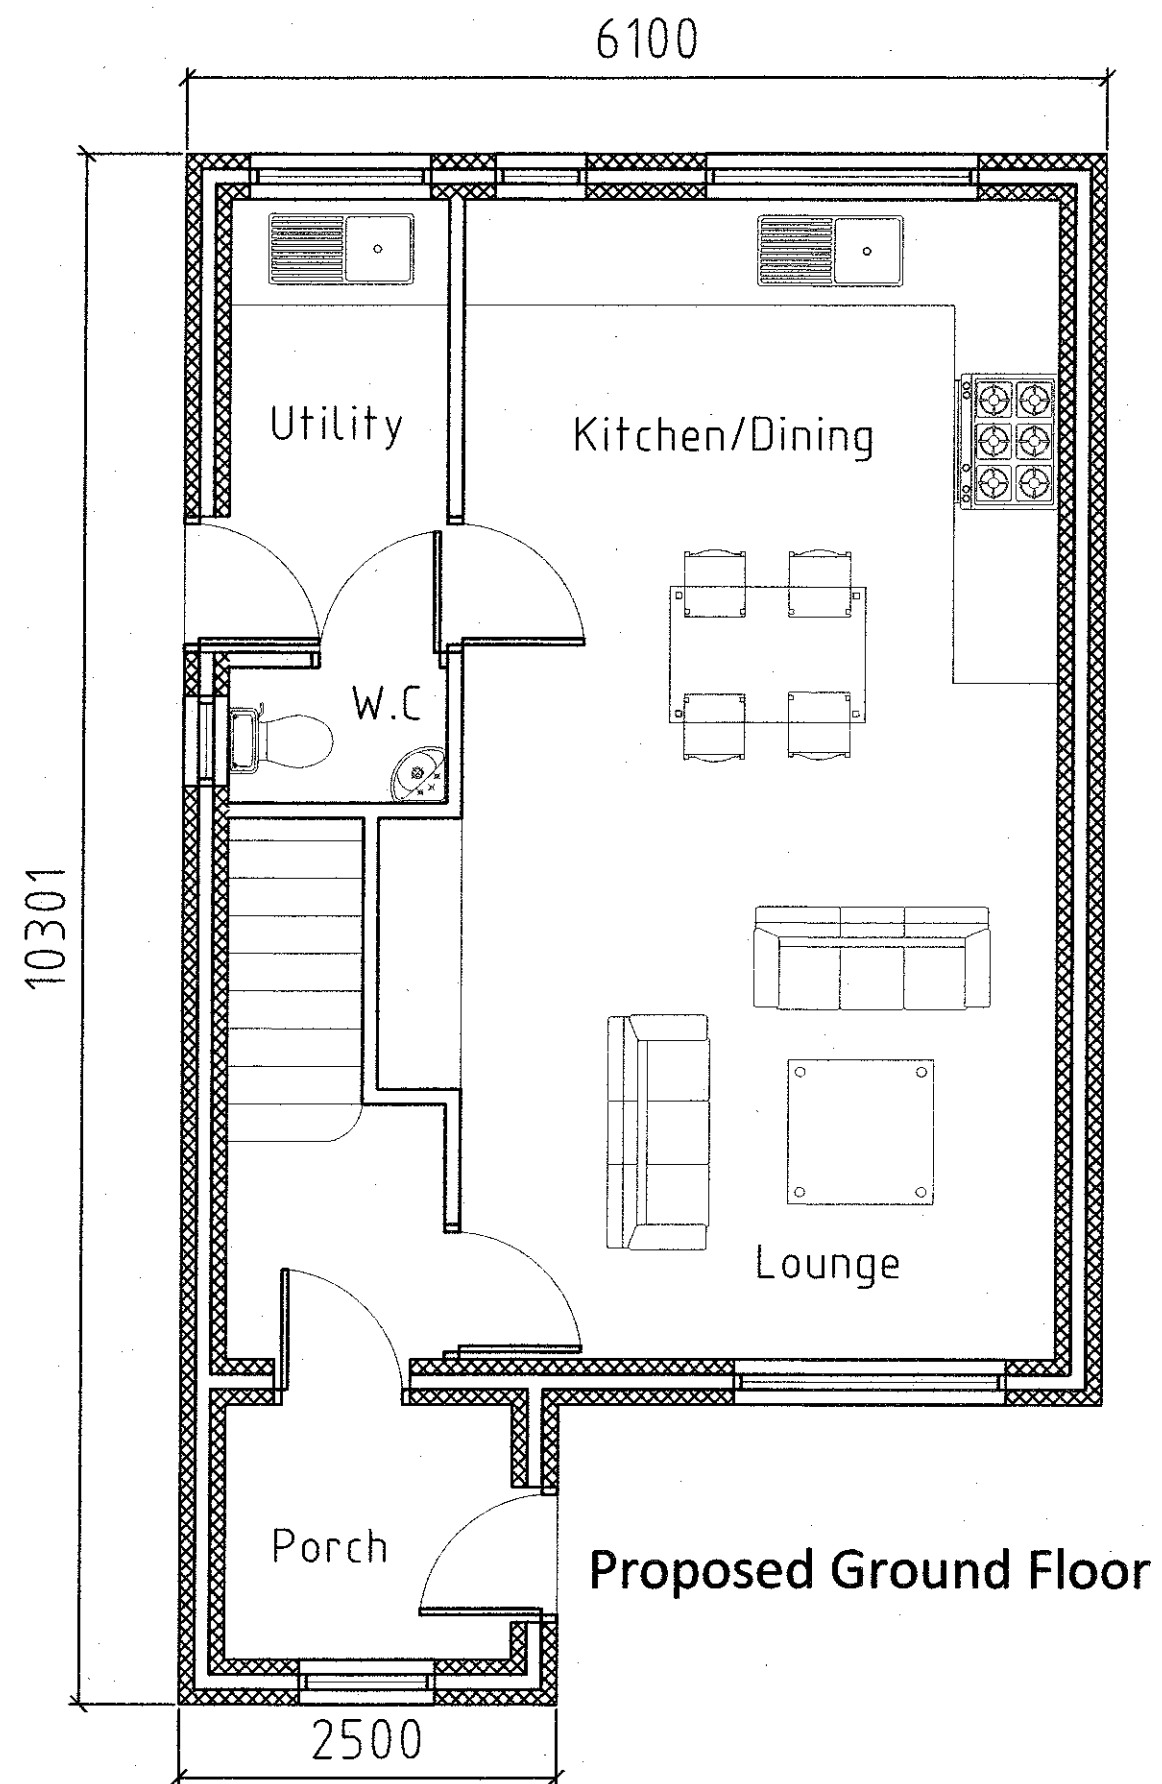 6100
Utility
Kitchen/Dining
W.C
10301
Lounge
Porch
Proposed Ground Floor
2500